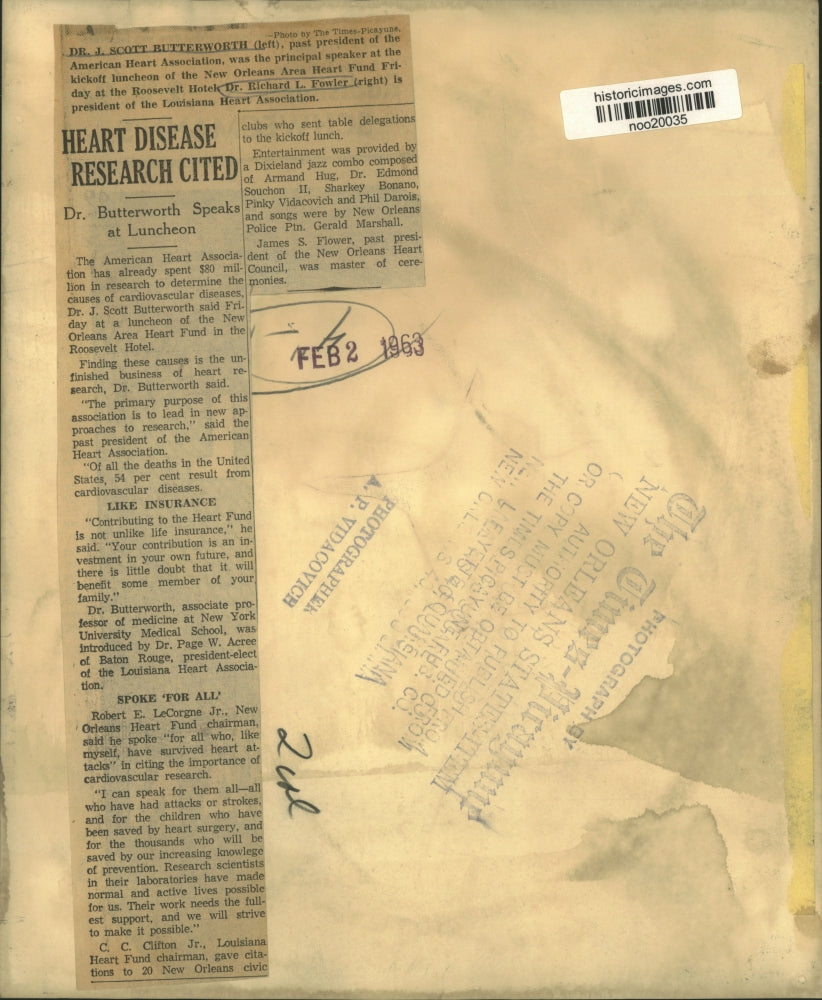 —Photo by The Times-Picayune.
DR. J. SCOTT BUTTERWORTH (left), past president of the
American Heart Association, was the principal speaker at the
kickoff luncheon of the New Orleans Area Heart Fund Fri-
day at the Roosevelt Hotel. Dr. Richard L. Fowler (right) is
president of the Louisiana Heart Association.
HEART DISEASE
RESEARCH CITED
Dr. Butterworth Speaks
at Luncheon
The American Heart Associa-
tion has already spent $80 mil-
lion in research to determine the
causes of cardiovascular diseases,
Dr. J. Scott Butterworth said Fri-
day at a luncheon of the New
Orleans Area Heart Fund in the
Roosevelt Hotel.
Finding these causes is the un-
finished business of heart re-
search, Dr. Butterworth said.
"The primary purpose of this
association is to lead in new ap-
proaches to research," said the
past president of the American
Heart Association.
"Of all the deaths in the United
States, 54 per cent result from
cardiovascular diseases.
LIKE INSURANCE
"Contributing to the Heart Fund
is not unlike life insurance," he
said. "Your contribution is an in-
vestment in your own future, and
there is little doubt that it will
benefit some member of your
family."
Dr. Butterworth, associate pro-
fessor of medicine at New York
University Medical School, was
introduced by Dr. Page W. Acree
of Baton Rouge, president-elect
of the Louisiana Heart Associa-
tion.
SPOKE 'FOR ALL'
Robert E. LeCorgne Jr., New
Orleans Heart Fund chairman,
said he spoke "for all who, like
myself, have survived heart at-
tacks" in citing the importance of
cardiovascular research.
"I can speak for them all—all
who have had attacks or strokes,
and for the children who have
been saved by heart surgery, and
for the thousands who will be
saved by our increasing knowlege
of prevention. Research scientists
in their laboratories have made
normal and active lives possible
for us. Their work needs the full-
est support, and we will strive
to make it possible."
C. C. Clifton Jr., Louisiana
Heart Fund chairman, gave cita-
tions to 20 New Orleans civic
clubs who sent table delegations
to the kickoff lunch.
Entertainment was provided by
a Dixieland jazz combo composed
of Armand Hug, Dr. Edmond
Souchon II, Sharkey Bonano,
Pinky Vidacovich and Phil Darois,
and songs were by New Orleans
Police Ptn. Gerald Marshall.
James S. Flower, past presi-
dent of the New Orleans Heart
Council, was master of cere-
monies.
historicimages.com
noo20035
FEB 2 1963
PHOTOGRAPHER
A. P. VIDACOVICH
PHOTOGRAPH BY
The Times-Picayune
NEW ORLEANS STATES-ITEM
AUTHORITY TO PUBLISH
OR COPY MUST BE OBTAINED FROM
THE TIMES PICAYUNE
2 col